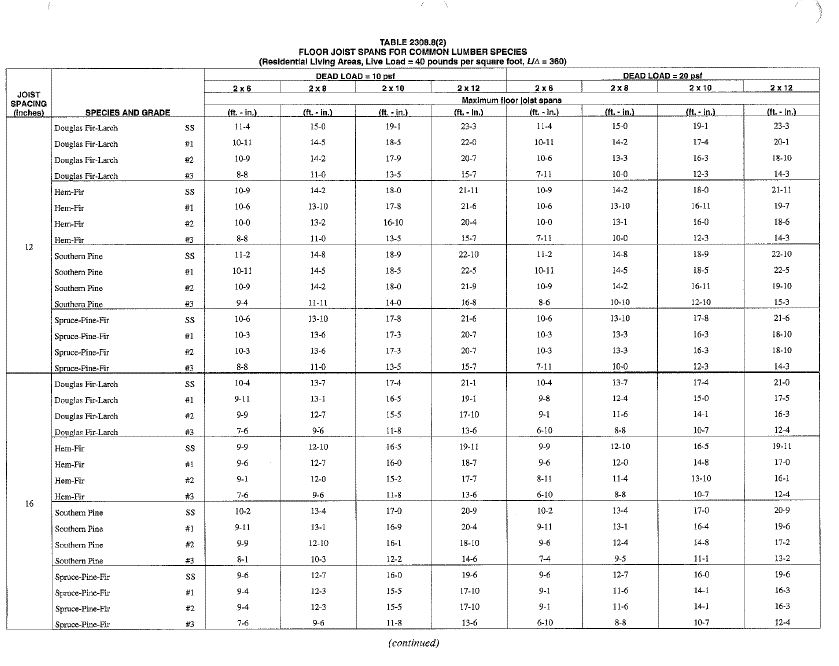 TABLE 2308.8(2)
FLOOR JOIST SPANS FOR COMMON LUMBER SPECIES
(Residential Living Areas, Live Load = 40 pounds per square foot, L/Δ = 360)
JOIST SPACING (inches) SPECIES AND GRADE DEAD LOAD = 10 psf DEAD LOAD = 20 psf
2 x 6 2 x 8 2 x 10 2 x 12 2 x 6 2 x 8 2 x 10 2 x 12
Maximum floor joist spans
(ft. - in.) (ft. - in.) (ft. - in.) (ft. - in.) (ft. - in.) (ft. - in.) (ft. - in.) (ft. - in.)
12
Douglas Fir-Larch SS 11-4 15-0 19-1 23-3 11-4 15-0 19-1 23-3
Douglas Fir-Larch #1 10-11 14-5 18-5 22-0 10-11 14-2 17-4 20-1
Douglas Fir-Larch #2 10-9 14-2 17-9 20-7 10-6 13-3 16-3 18-10
Douglas Fir-Larch #3 8-8 11-0 13-5 15-7 7-11 10-0 12-3 14-3
Hem-Fir SS 10-9 14-2 18-0 21-11 10-9 14-2 18-0 21-11
Hem-Fir #1 10-6 13-10 17-8 21-6 10-6 13-10 16-11 19-7
Hem-Fir #2 10-0 13-2 16-10 20-4 10-0 13-1 16-0 18-6
Hem-Fir #3 8-8 11-0 13-5 15-7 7-11 10-0 12-3 14-3
Southern Pine SS 11-2 14-8 18-9 22-10 11-2 14-8 18-9 22-10
Southern Pine #1 10-11 14-5 18-5 22-5 10-11 14-5 18-5 22-5
Southern Pine #2 10-9 14-2 18-0 21-9 10-9 14-2 16-11 19-10
Southern Pine #3 9-4 11-11 14-0 16-8 8-6 10-10 12-10 15-3
Spruce-Pine-Fir SS 10-6 13-10 17-8 21-6 10-6 13-10 17-8 21-6
Spruce-Pine-Fir #1 10-3 13-6 17-3 20-7 10-3 13-3 16-3 18-10
Spruce-Pine-Fir #2 10-3 13-6 17-3 20-7 10-3 13-3 16-3 18-10
Spruce-Pine-Fir #3 8-8 11-0 13-5 15-7 7-11 10-0 12-3 14-3
16
Douglas Fir-Larch SS 10-4 13-7 17-4 21-1 10-4 13-7 17-4 21-0
Douglas Fir-Larch #1 9-11 13-1 16-5 19-1 9-8 12-4 15-0 17-5
Douglas Fir-Larch #2 9-9 12-7 15-5 17-10 9-1 11-6 14-1 16-3
Douglas Fir-Larch #3 7-6 9-6 11-8 13-6 6-10 8-8 10-7 12-4
Hem-Fir SS 9-9 12-10 16-5 19-11 9-9 12-10 16-5 19-11
Hem-Fir #1 9-6 12-7 16-0 18-7 9-6 12-0 14-8 17-0
Hem-Fir #2 9-1 12-0 15-2 17-7 8-11 11-4 13-10 16-1
Hem-Fir #3 7-6 9-6 11-8 13-6 6-10 8-8 10-7 12-4
Southern Pine SS 10-2 13-4 17-0 20-9 10-2 13-4 17-0 20-9
Southern Pine #1 9-11 13-1 16-9 20-4 9-11 13-1 16-4 19-6
Southern Pine #2 9-9 12-10 16-1 18-10 9-6 12-4 14-8 17-2
Southern Pine #3 8-1 10-3 12-2 14-6 7-4 9-5 11-1 13-2
Spruce-Pine-Fir SS 9-6 12-7 16-0 19-6 9-6 12-7 16-0 19-6
Spruce-Pine-Fir #1 9-4 12-3 15-5 17-10 9-1 11-6 14-1 16-3
Spruce-Pine-Fir #2 9-4 12-3 15-5 17-10 9-1 11-6 14-1 16-3
Spruce-Pine-Fir #3 7-6 9-6 11-8 13-6 6-10 8-8 10-7 12-4
(continued)